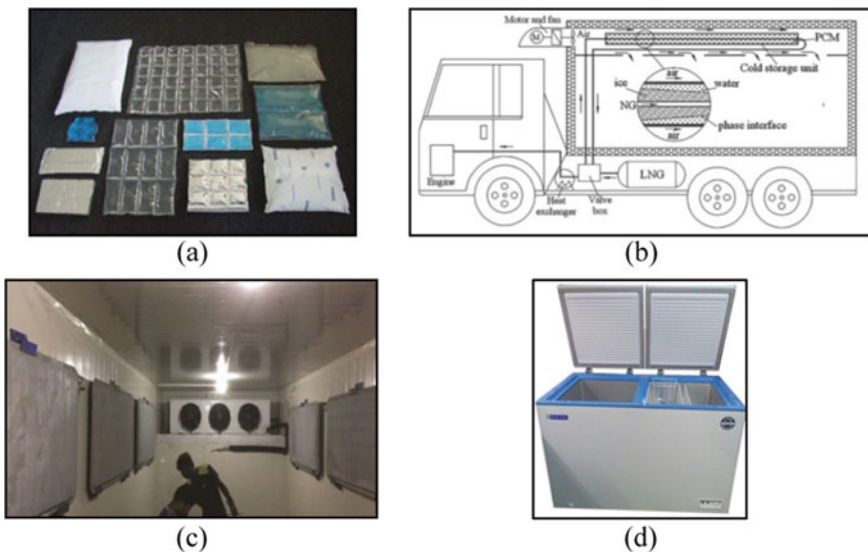 Motor and fan
M
Air
PCM
Cold storage unit
air
ice
water
NG
phase interface
air
Engine
LNG
Heat
exchanger
Valve
box
(a)
(b)
(c)
(d)